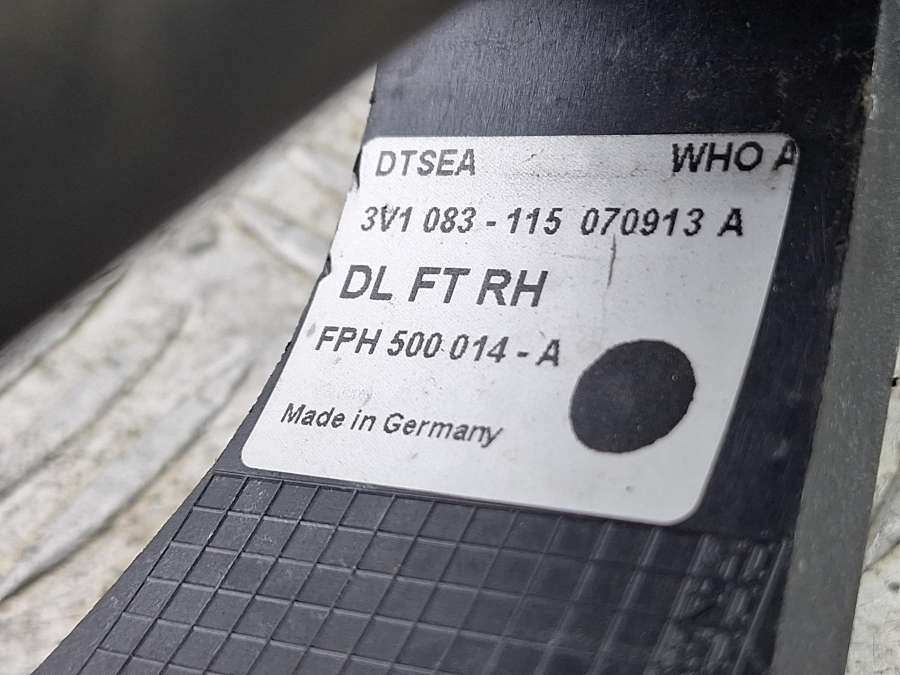 DTSEA WHO A
3V1 083 - 115 070913 A
DL FT RH
FPH 500 014 - A
Made in Germany